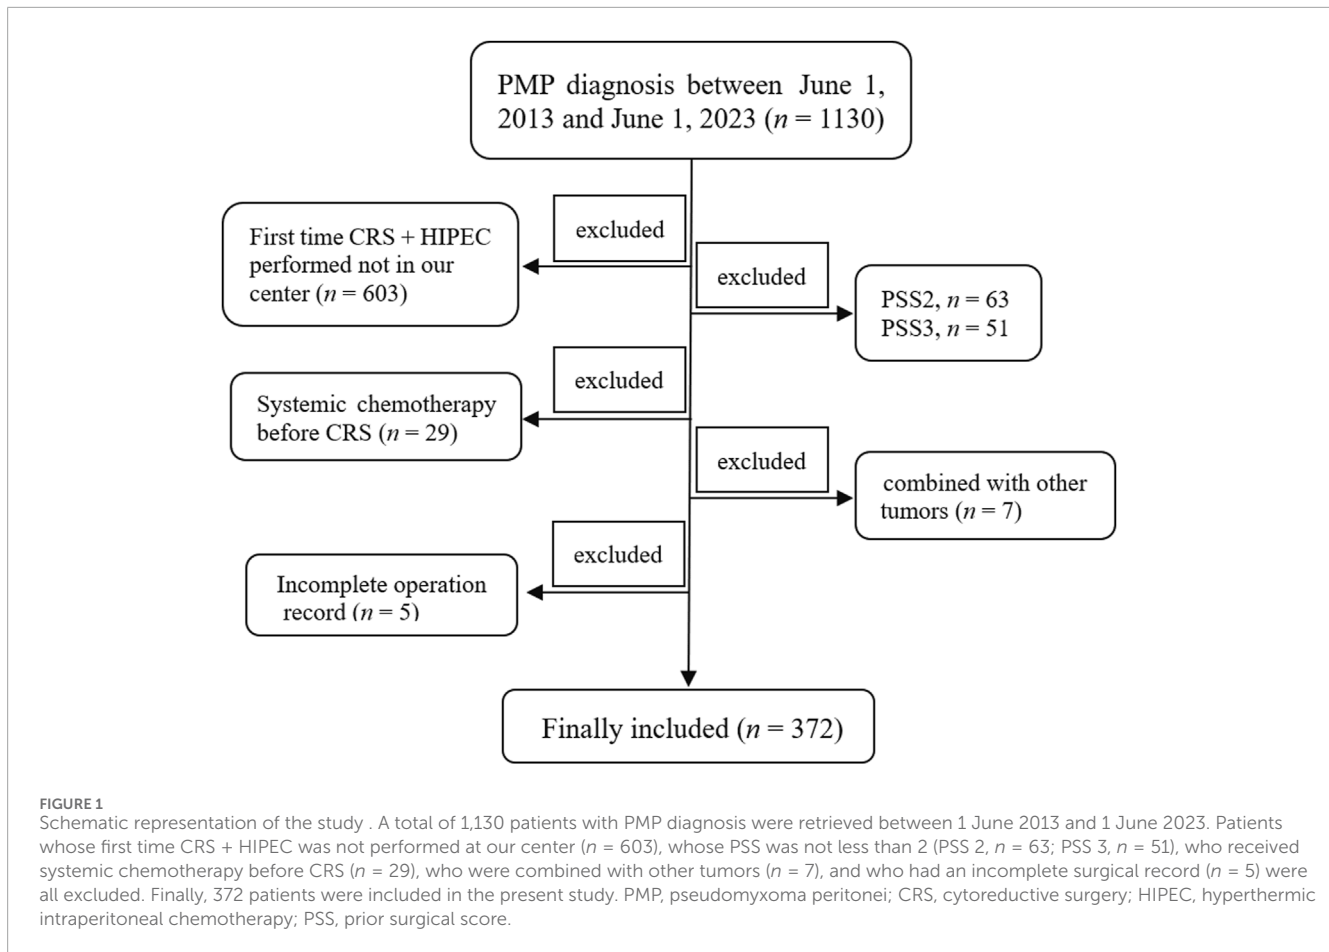 PMP diagnosis between June 1,
2013 and June 1, 2023 (n = 1130)
excluded
First time CRS + HIPEC
performed not in our
center (n = 603)
excluded
PSS2, n = 63
PSS3, n = 51
excluded
Systemic chemotherapy
before CRS (n = 29)
excluded
combined with other
tumors (n = 7)
excluded
Incomplete operation
record (n = 5)
Finally included (n = 372)
FIGURE 1
Schematic representation of the study . A total of 1,130 patients with PMP diagnosis were retrieved between 1 June 2013 and 1 June 2023. Patients
whose first time CRS + HIPEC was not performed at our center (n = 603), whose PSS was not less than 2 (PSS 2, n = 63; PSS 3, n = 51), who received
systemic chemotherapy before CRS (n = 29), who were combined with other tumors (n = 7), and who had an incomplete surgical record (n = 5) were
all excluded. Finally, 372 patients were included in the present study. PMP, pseudomyxoma peritonei; CRS, cytoreductive surgery; HIPEC, hyperthermic
intraperitoneal chemotherapy; PSS, prior surgical score.